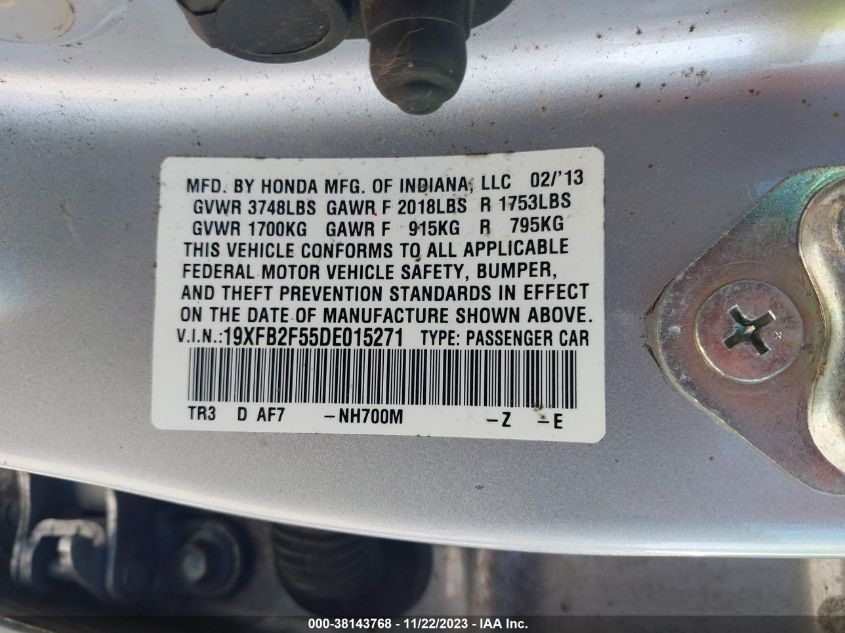 MFD. BY HONDA MFG. OF INDIANA, LLC 02/'13
GVWR 3748LBS GAWR F 2018LBS R 1753LBS
GVWR 1700KG GAWR F 915KG R 795KG
THIS VEHICLE CONFORMS TO ALL APPLICABLE
FEDERAL MOTOR VEHICLE SAFETY, BUMPER,
AND THEFT PREVENTION STANDARDS IN EFFECT
ON THE DATE OF MANUFACTURE SHOWN ABOVE.
V.I.N.:19XFB2F55DE015271 TYPE: PASSENGER CAR
TR3 D AF7 -NH700M -Z -E
000-38143768 - 11/22/2023 - IAA Inc.